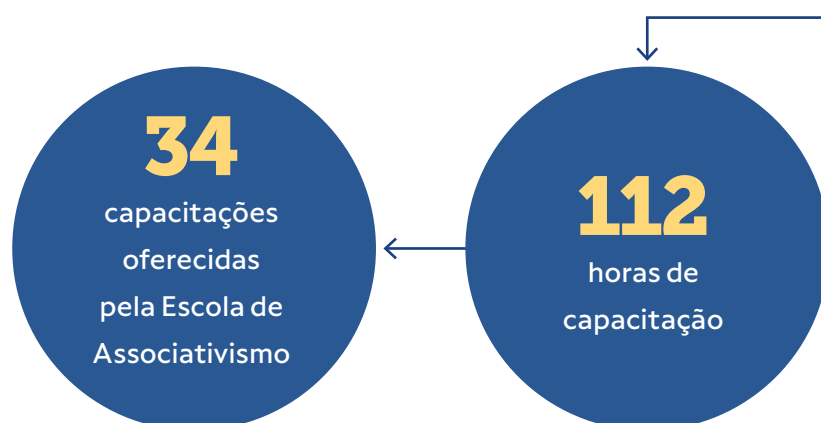 34
capacitações
oferecidas
pela Escola de
Associativismo
112
horas de
capacitação